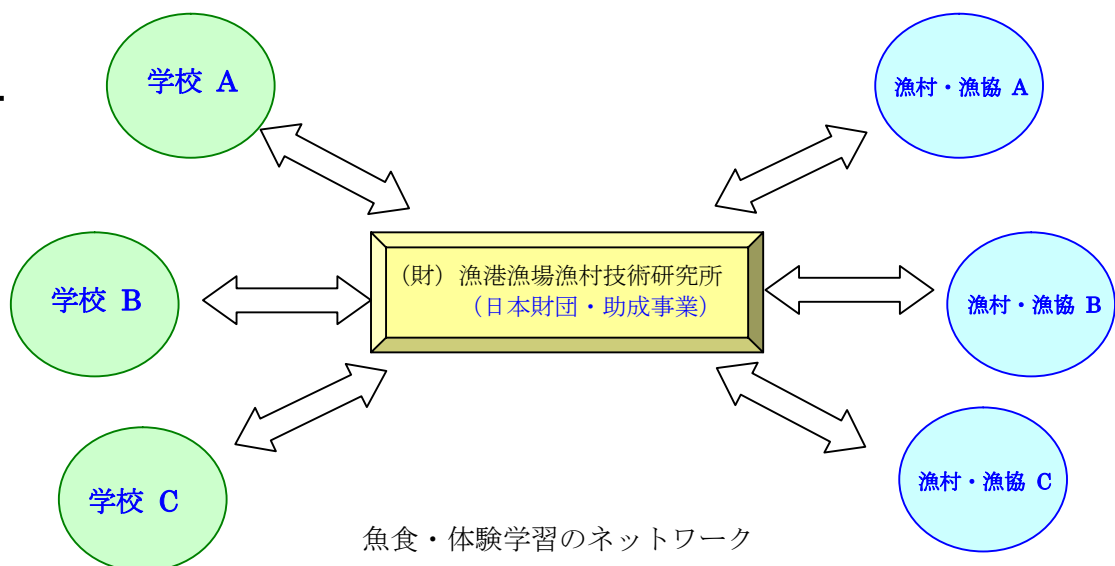 学校 A
漁村・漁協 A
学校 B
(財)漁港漁場漁村技術研究所
(日本財団・助成事業)
漁村・漁協 B
学校 C
漁村・漁協 C
魚食・体験学習のネットワーク